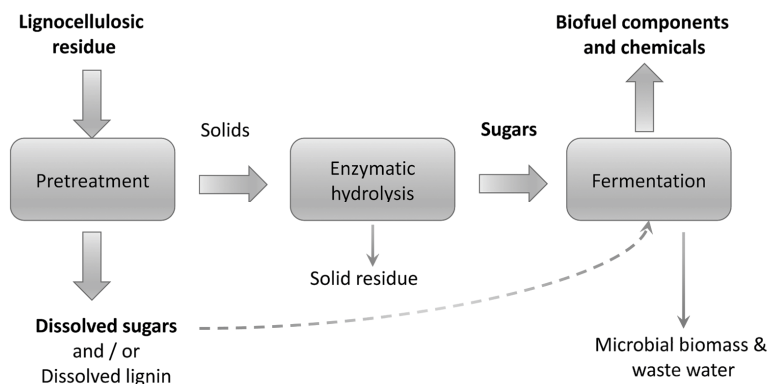 Lignocellulosic
residue
Biofuel components
and chemicals
Solids
Sugars
Pretreatment
Enzymatic
hydrolysis
Fermentation
Solid residue
Dissolved sugars
and / or
Dissolved lignin
Microbial biomass &
waste water